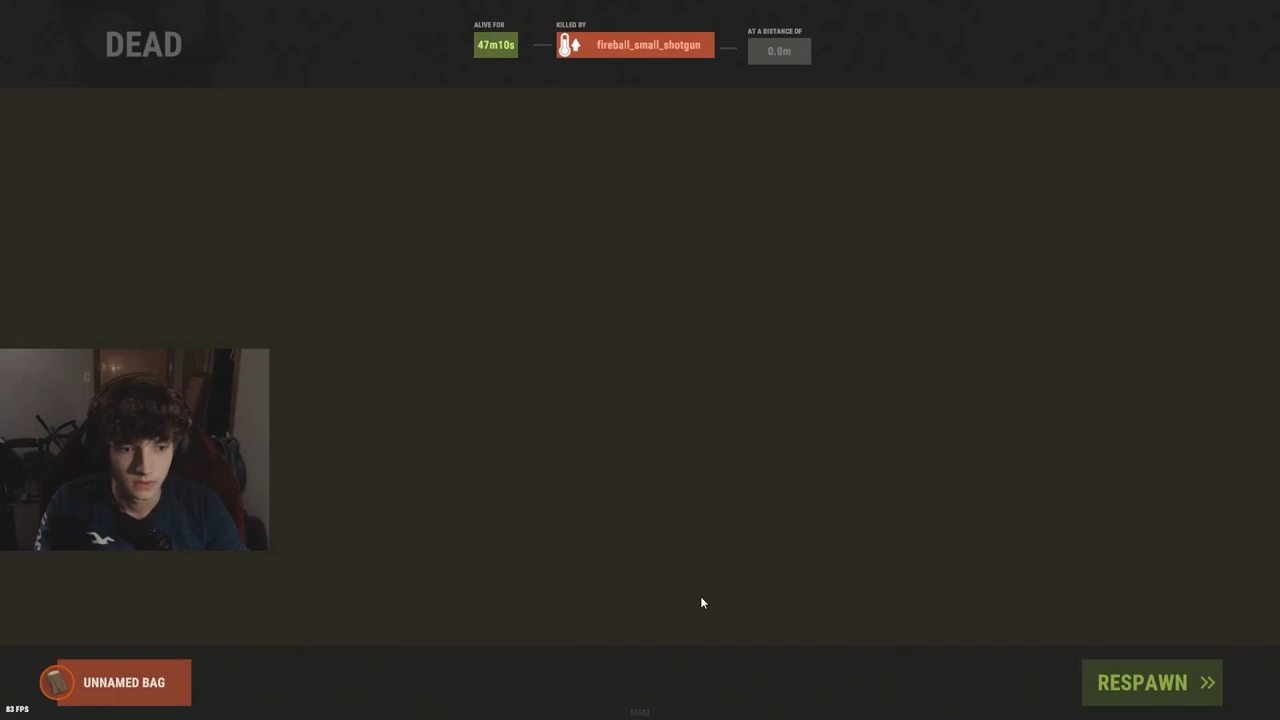 DEAD
ALIVE FOR
47m10s
KILLED BY
fireball_small_shotgun
AT A DISTANCE OF
0.0m
UNNAMED BAG
RESPAWN
83 FPS